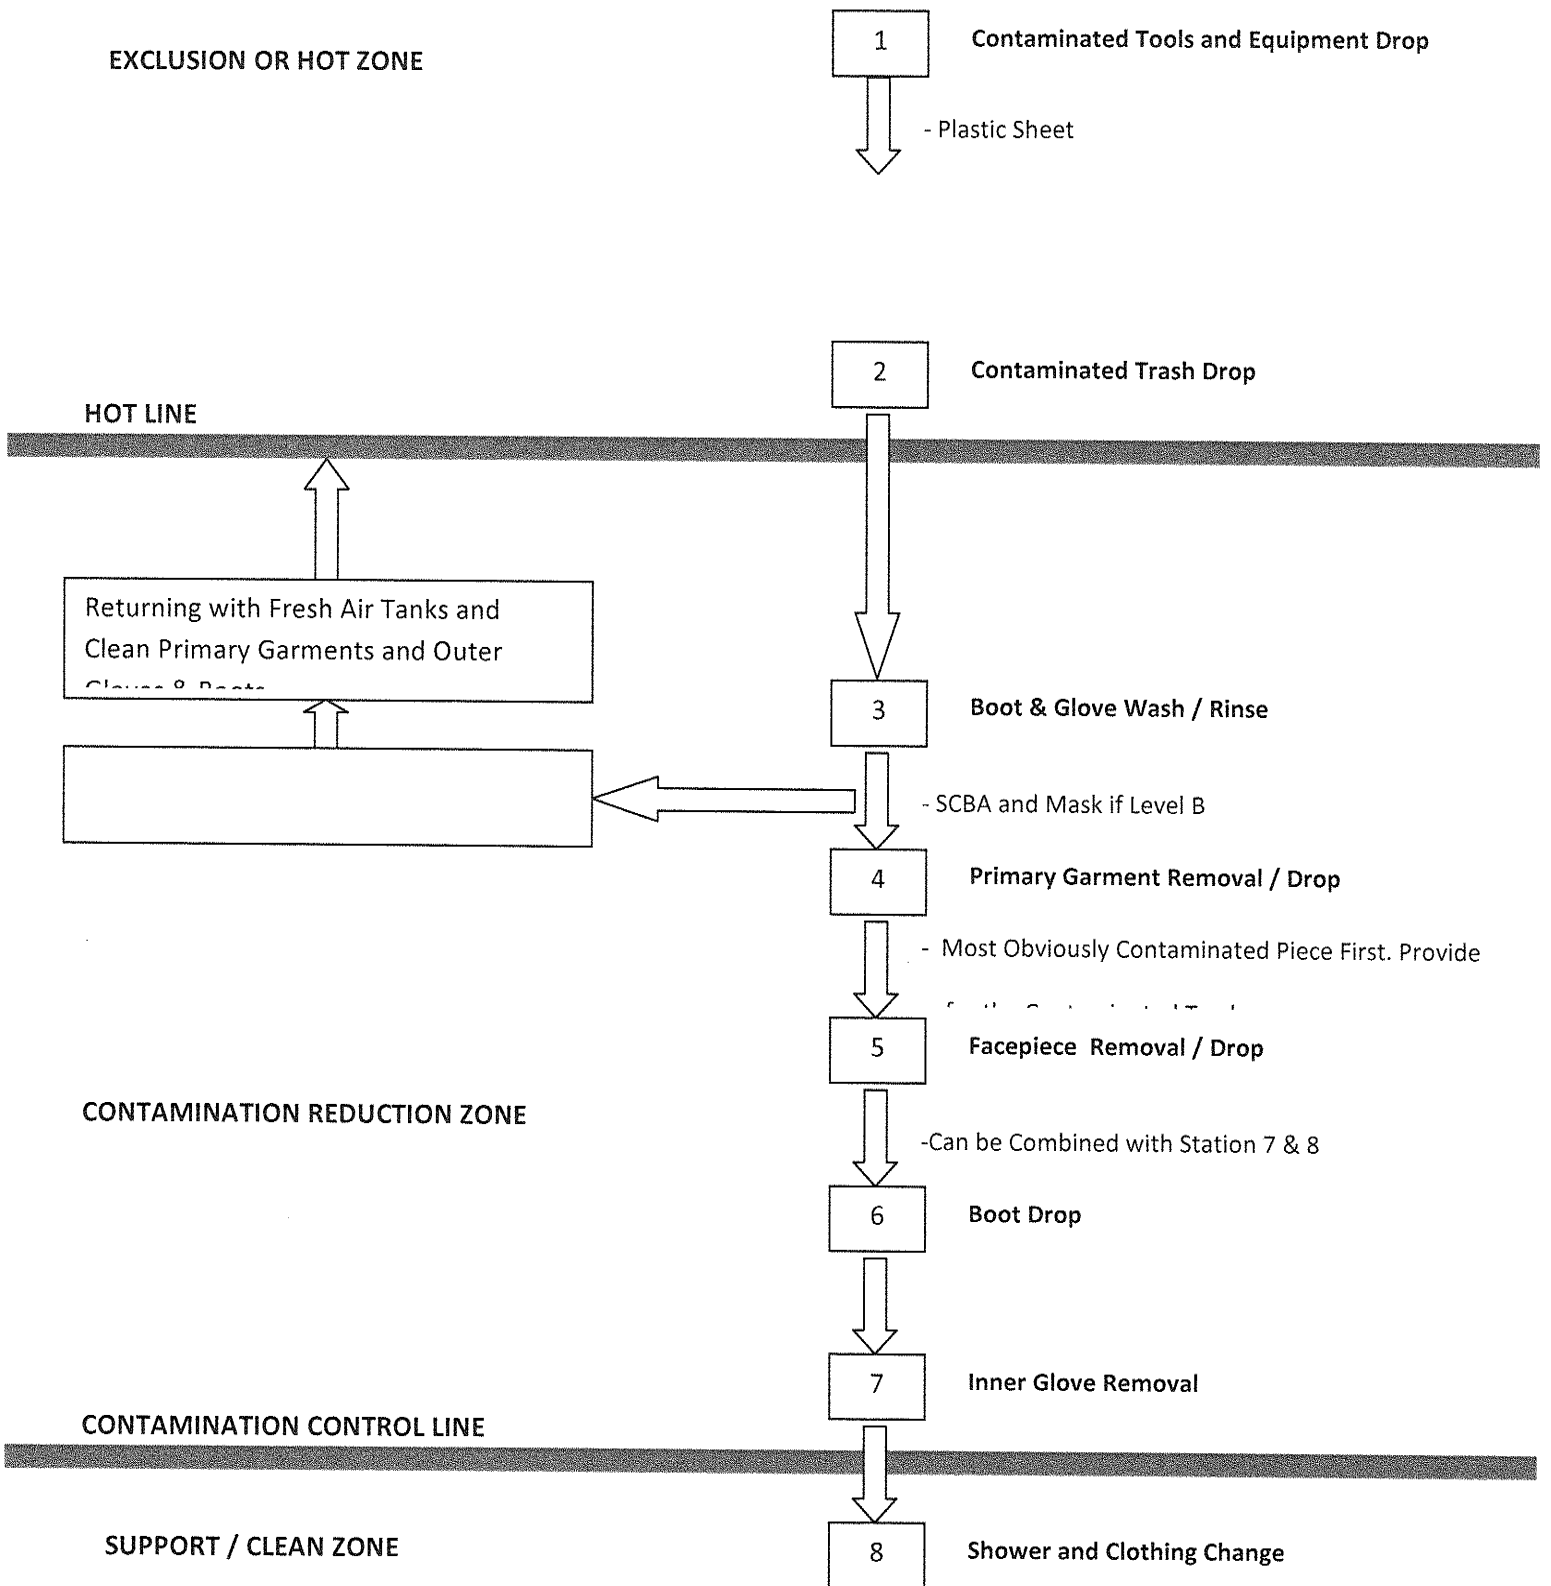 1 Contaminated Tools and Equipment Drop
EXCLUSION OR HOT ZONE
- Plastic Sheet
2 Contaminated Trash Drop
HOT LINE
Returning with Fresh Air Tanks and
Clean Primary Garments and Outer
3 Boot & Glove Wash / Rinse
- SCBA and Mask if Level B
4 Primary Garment Removal / Drop
- Most Obviously Contaminated Piece First. Provide
5 Facepiece Removal / Drop
CONTAMINATION REDUCTION ZONE
-Can be Combined with Station 7 & 8
6 Boot Drop
7 Inner Glove Removal
CONTAMINATION CONTROL LINE
SUPPORT / CLEAN ZONE
8 Shower and Clothing Change